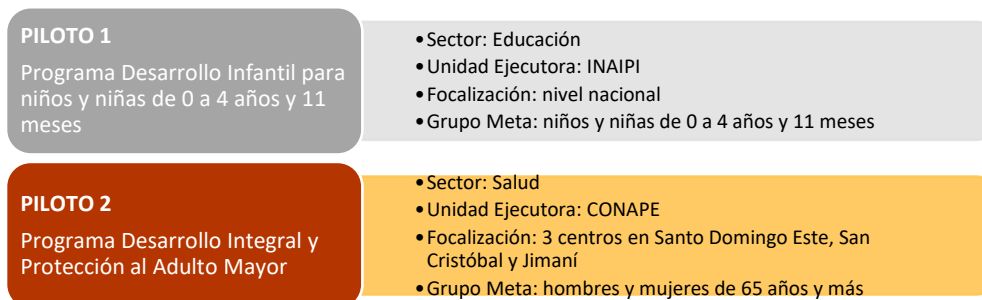 PILOTO 1
Programa Desarrollo Infantil para
niños y niñas de 0 a 4 años y 11
meses
•Sector: Educación
•Unidad Ejecutora: INAIPI
•Focalización: nivel nacional
•Grupo Meta: niños y niñas de 0 a 4 años y 11 meses
PILOTO 2
Programa Desarrollo Integral y
Protección al Adulto Mayor
•Sector: Salud
•Unidad Ejecutora: CONAPE
•Focalización: 3 centros en Santo Domingo Este, San
Cristóbal y Jimaní
•Grupo Meta: hombres y mujeres de 65 años y más